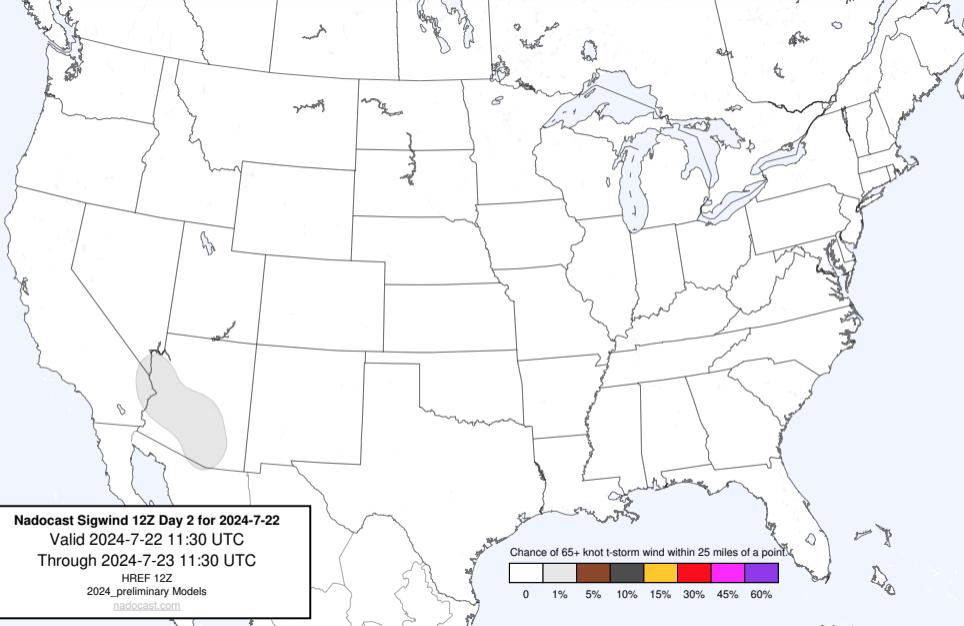 Nadocast Sigwind 12Z Day 2 for 2024-7-22
Valid 2024-7-22 11:30 UTC
Through 2024-7-23 11:30 UTC
HREF 12Z
2024_preliminary Models
nadocast.com
Chance of 65+ knot t-storm wind within 25 miles of a point.
0 1% 5% 10% 15% 30% 45% 60%